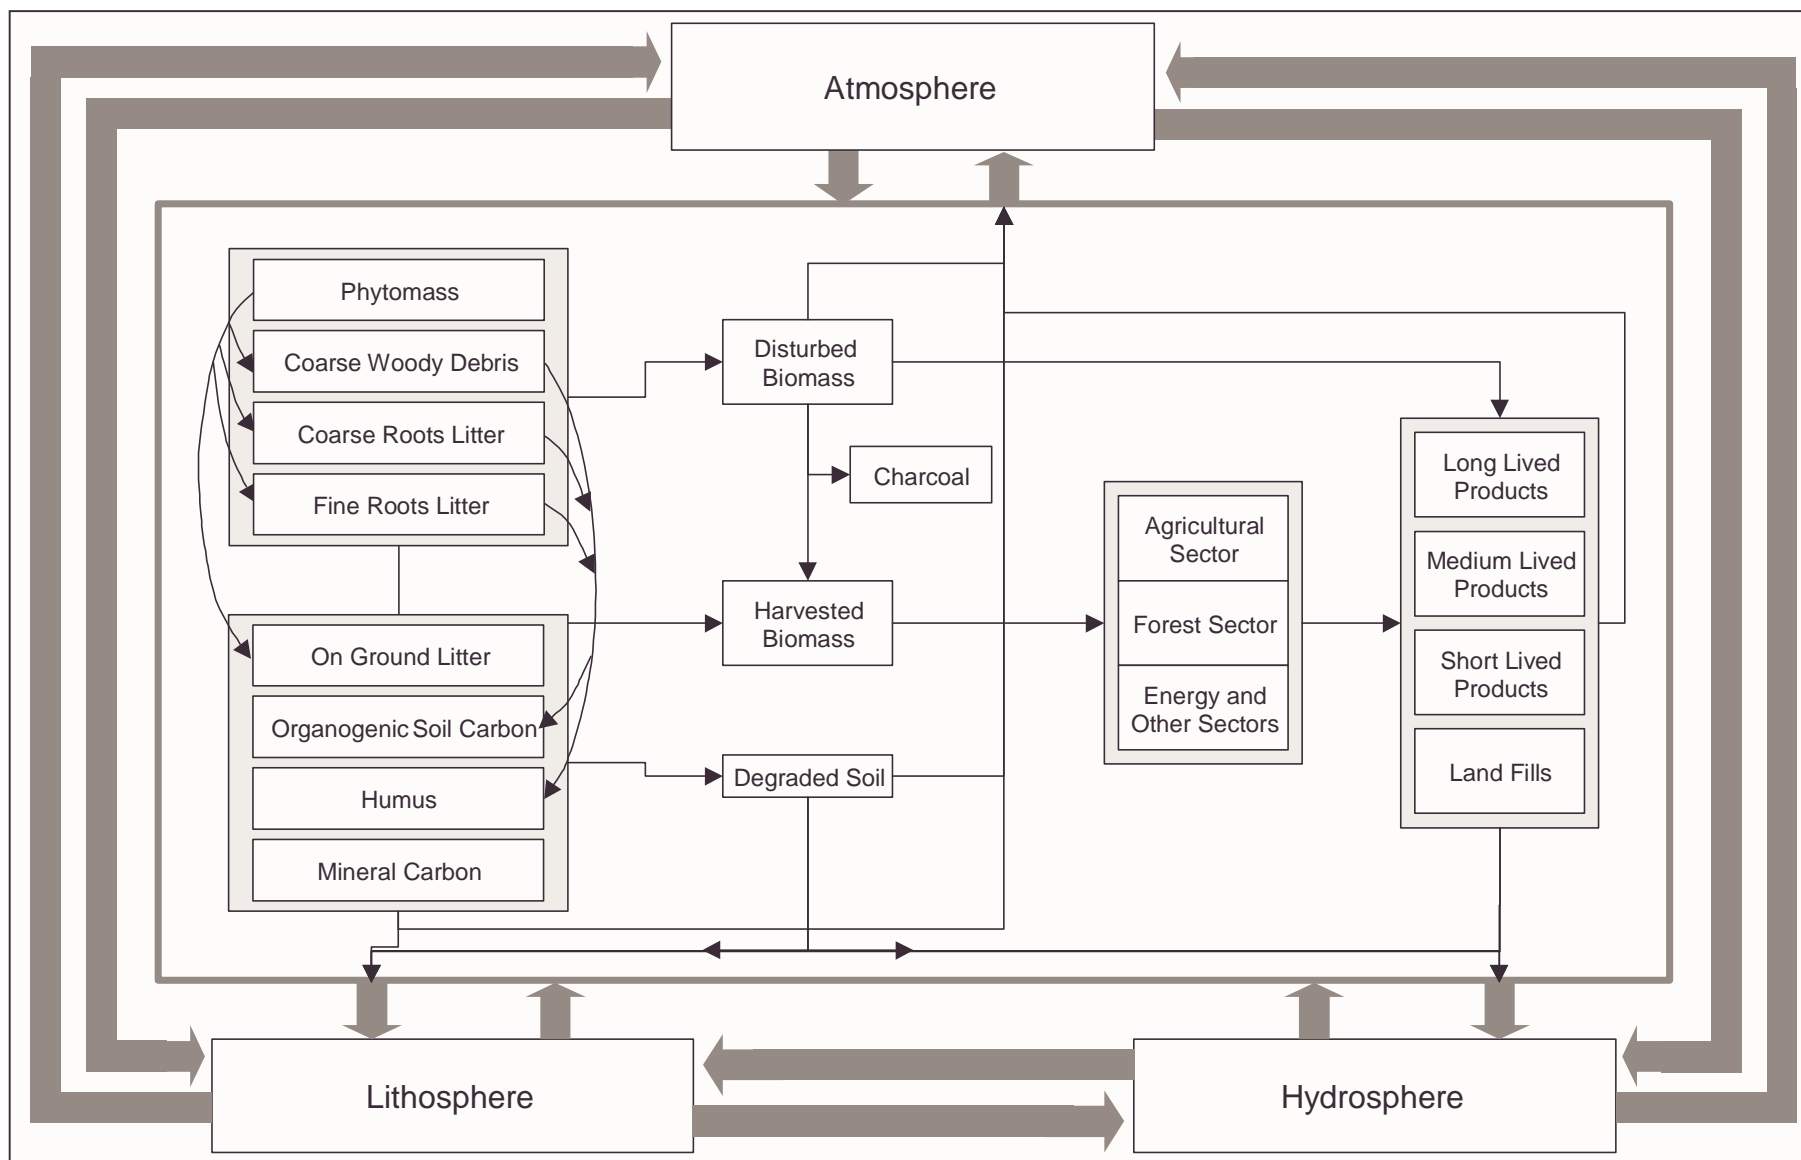 Atmosphere
Phytomass
Coarse Woody Debris
Coarse Roots Litter
Fine Roots Litter
On Ground Litter
Organogenic Soil Carbon
Humus
Mineral Carbon
Disturbed
Biomass
Charcoal
Harvested
Biomass
Degraded Soil
Agricultural
Sector
Forest Sector
Energy and
Other Sectors
Long Lived
Products
Medium Lived
Products
Short Lived
Products
Land Fills
Lithosphere
Hydrosphere